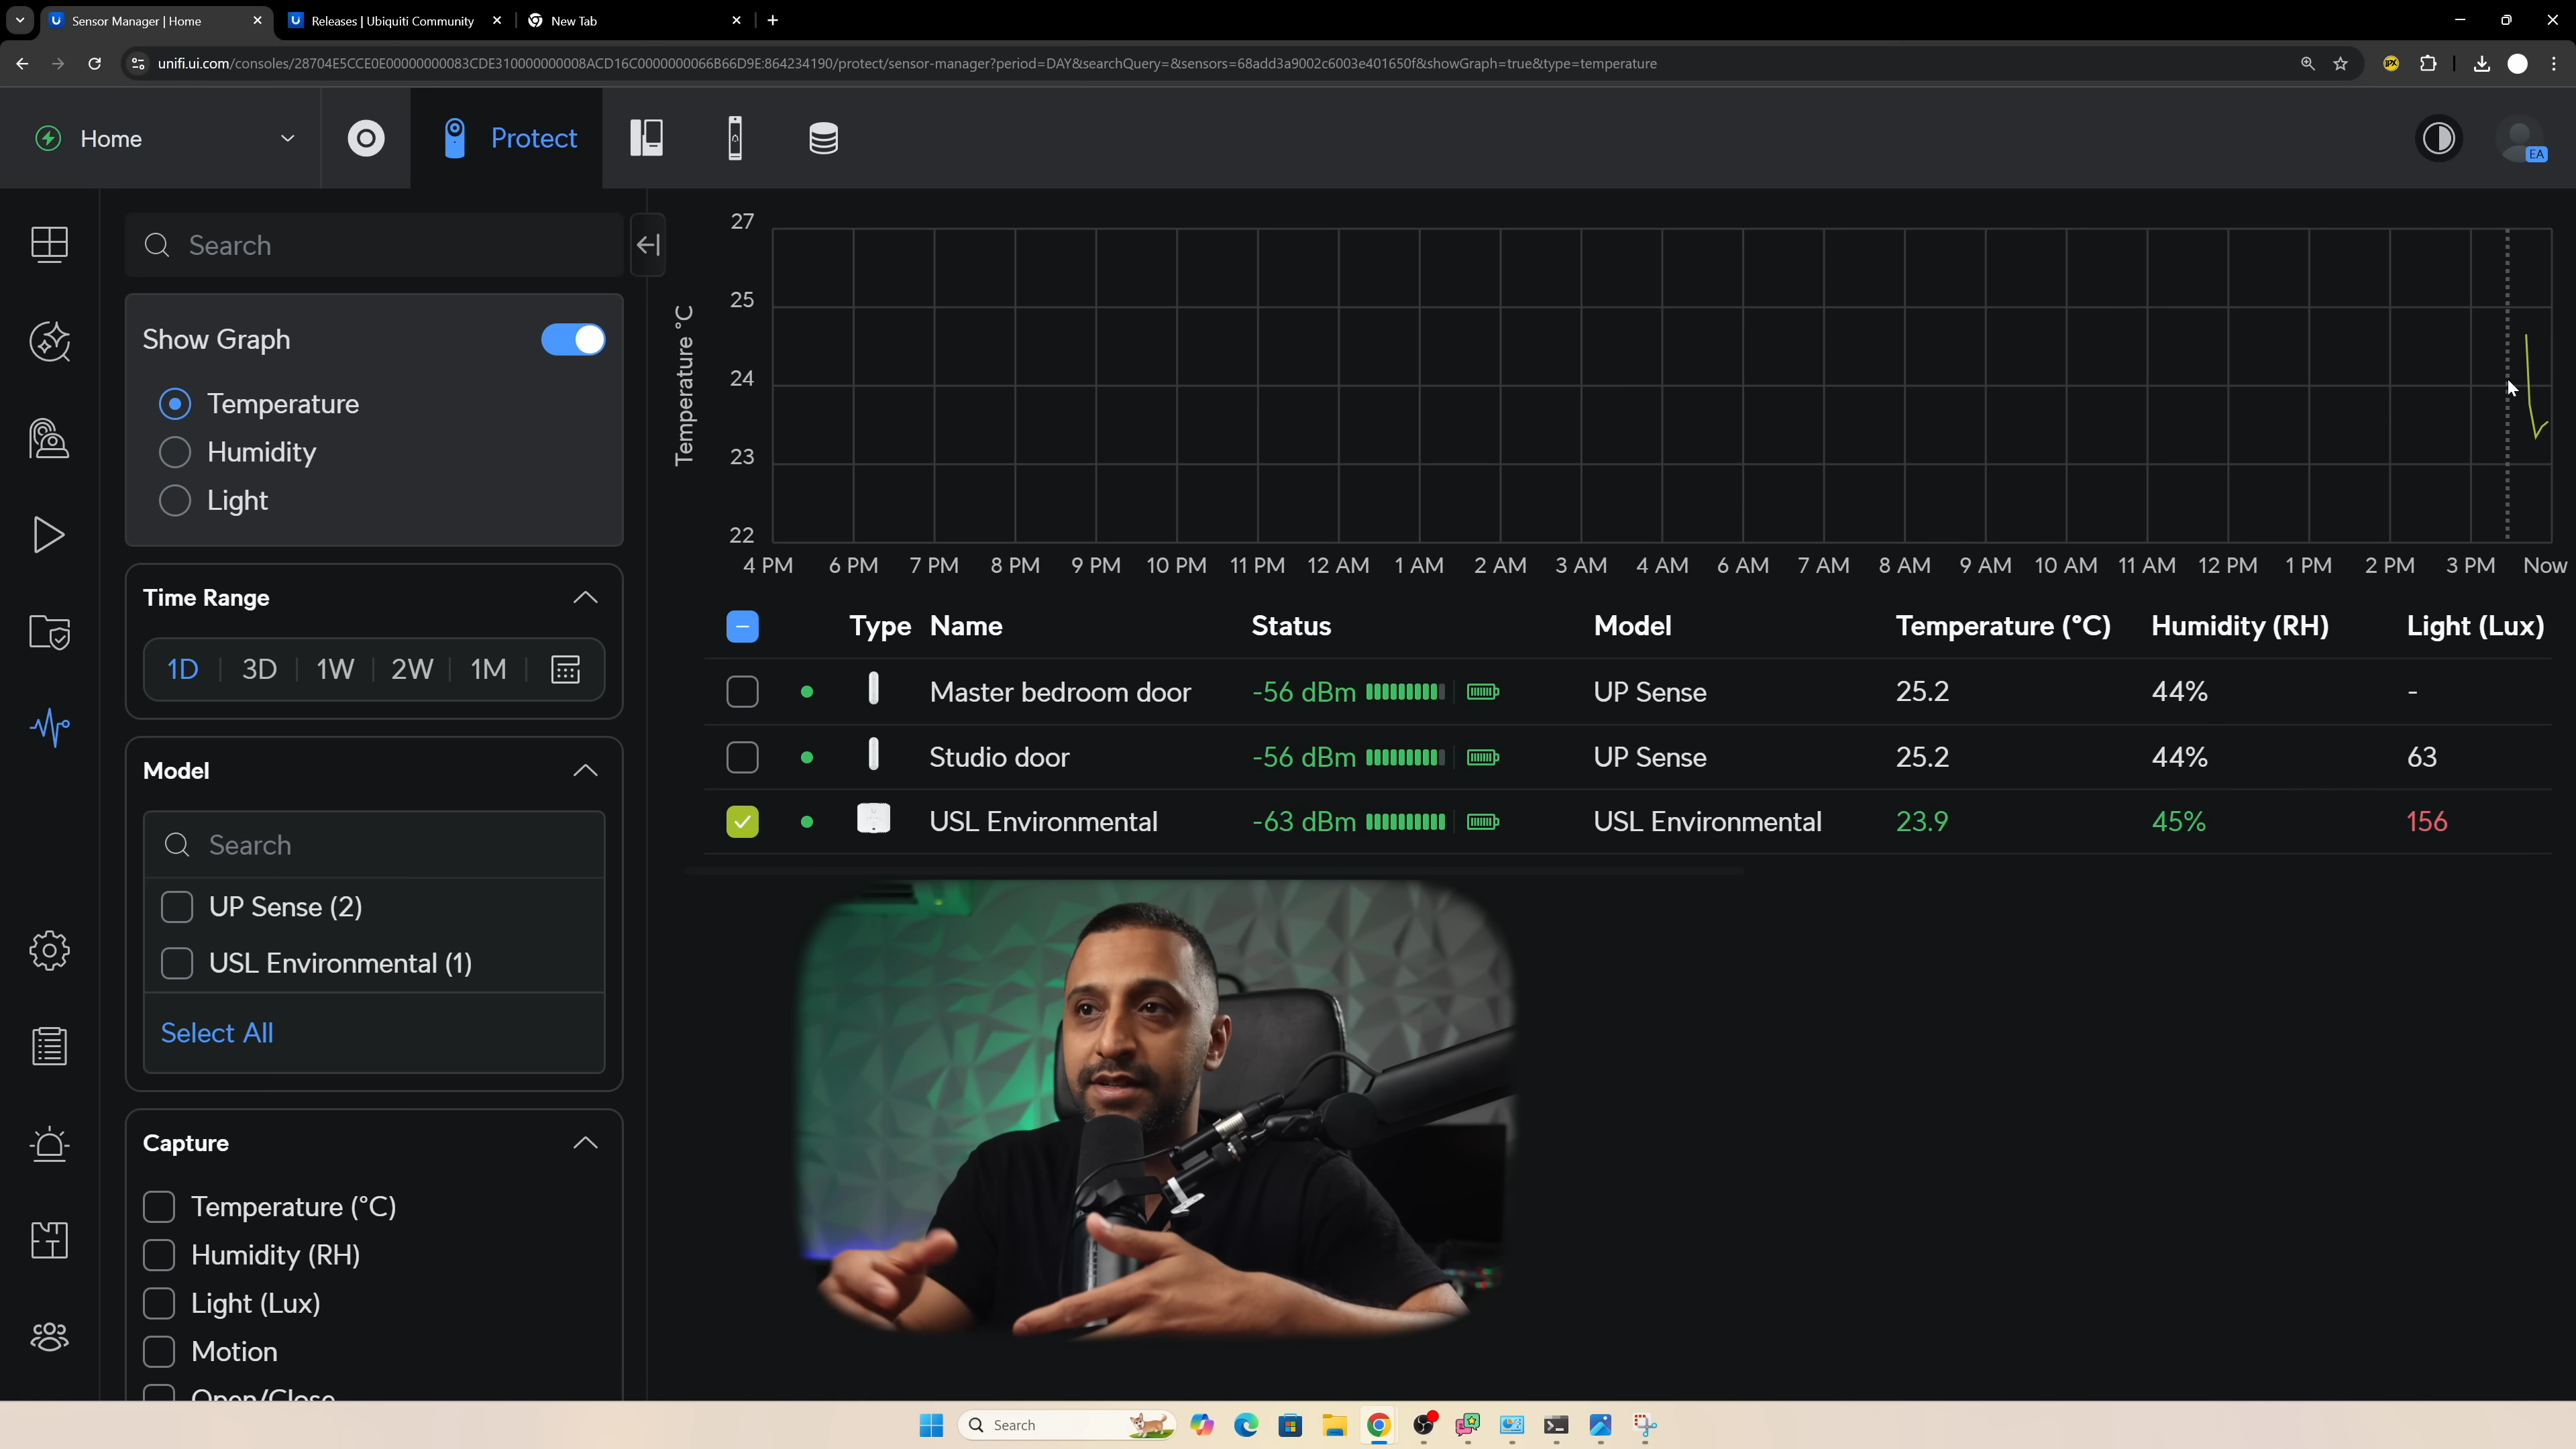 Sensor Manager | Home
Releases | Ubiquiti Community
New Tab
unifi.ui.com/consoles/28704E5CCE0E00000000083CDE310000000008ACD16C0000000066B66D9E:864234190/protect/sensor-manager?period=DAY&searchQuery=&sensors=68add3a9002c6003e401650f&showGraph=true&type=temperature
JPX
Home
Protect
EA
Search
Show Graph
Temperature
Humidity
Light
Time Range
1D 3D 1W 2W 1M
Model
Search
UP Sense (2)
USL Environmental (1)
Select All
Capture
Temperature (°C)
Humidity (RH)
Light (Lux)
Motion
Open/Close
Temperature °C
27
25
24
23
22
4 PM 6 PM 7 PM 8 PM 9 PM 10 PM 11 PM 12 AM 1 AM 2 AM 3 AM 4 AM 6 AM 7 AM 8 AM 9 AM 10 AM 11 AM 12 PM 1 PM 2 PM 3 PM Now
Type Name Status Model Temperature (°C) Humidity (RH) Light (Lux)
Master bedroom door -56 dBm UP Sense 25.2 44% -
Studio door -56 dBm UP Sense 25.2 44% 63
USL Environmental -63 dBm USL Environmental 23.9 45% 156
Search